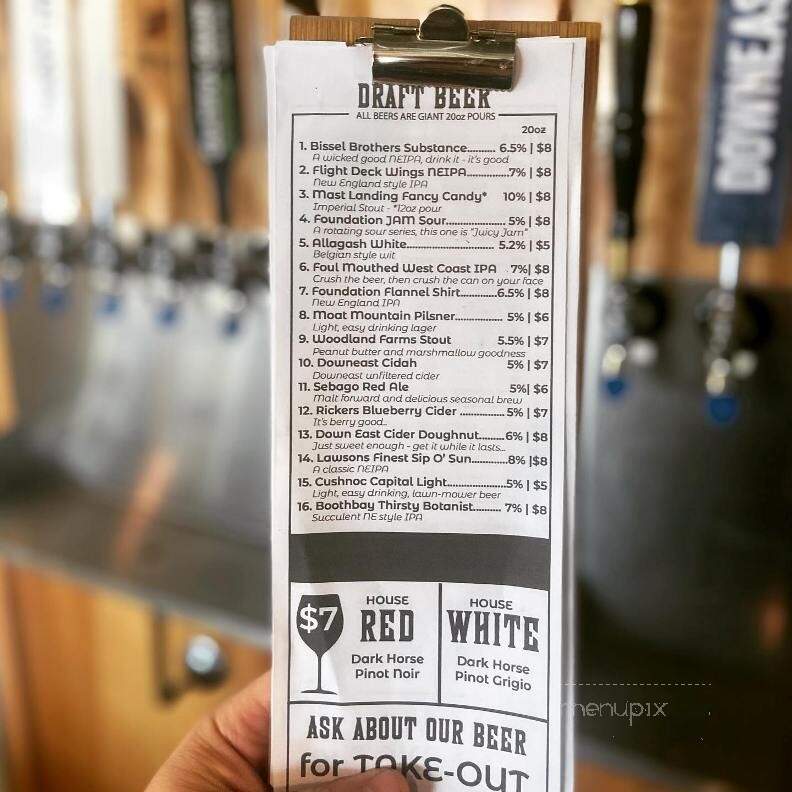 DRAFT BEER
ALL BEERS ARE GIANT 20oz POURS
20oz
1. Bissel Brothers Substance.......... 6.5% | $8
A wicked good NEIPA, drink it - it's good
2. Flight Deck Wings NEIPA..........7% | $8
New England style IPA
3. Mast Landing Fancy Candy* 10% | $8
Imperial Stout - *12oz pour
4. Foundation JAM Sour..................... 5% | $8
A rotating sour series, this one is "Juicy Jam"
5. Allagash White.............................. 5.2% | $5
Belgian style wit
6. Foul Mouthed West Coast IPA .7%| $8
Crush the beer, then crush the can on your face
7. Foundation Flannel Shirt.............6.5% | $8
New England IPA
8. Moat Mountain Pilsner................. 5% | $6
Light, easy drinking lager
9. Woodland Farms Stout 5.5% | $7
Peanut butter and marshmallow goodness
10. Downeast Cidah 5% | $7
Downeast unfiltered cider
11. Sebago Red Ale 5%| $6
Malt forward and delicious seasonal brew
12. Rickers Blueberry Cider ............... 5% | $7
It's berry good..
13. Down East Cider Doughnut.........6% | $8
Just sweet enough - get it while it lasts...
14. Lawsons Finest Sip O' Sun..........8% |$8
A classic NEIPA
15. Cushnoc Capital Light....................5% | $5
Light, easy drinking, lawn-mower beer
16. Boothbay Thirsty Botanist.......... 7% | $8
Succulent NE style IPA
$7
HOUSE
RED
Dark Horse
Pinot Noir
HOUSE
WHITE
Dark Horse
Pinot Grigio
ASK ABOUT OUR BEER
for TAKE-OUT
DOWNEAS
menupix